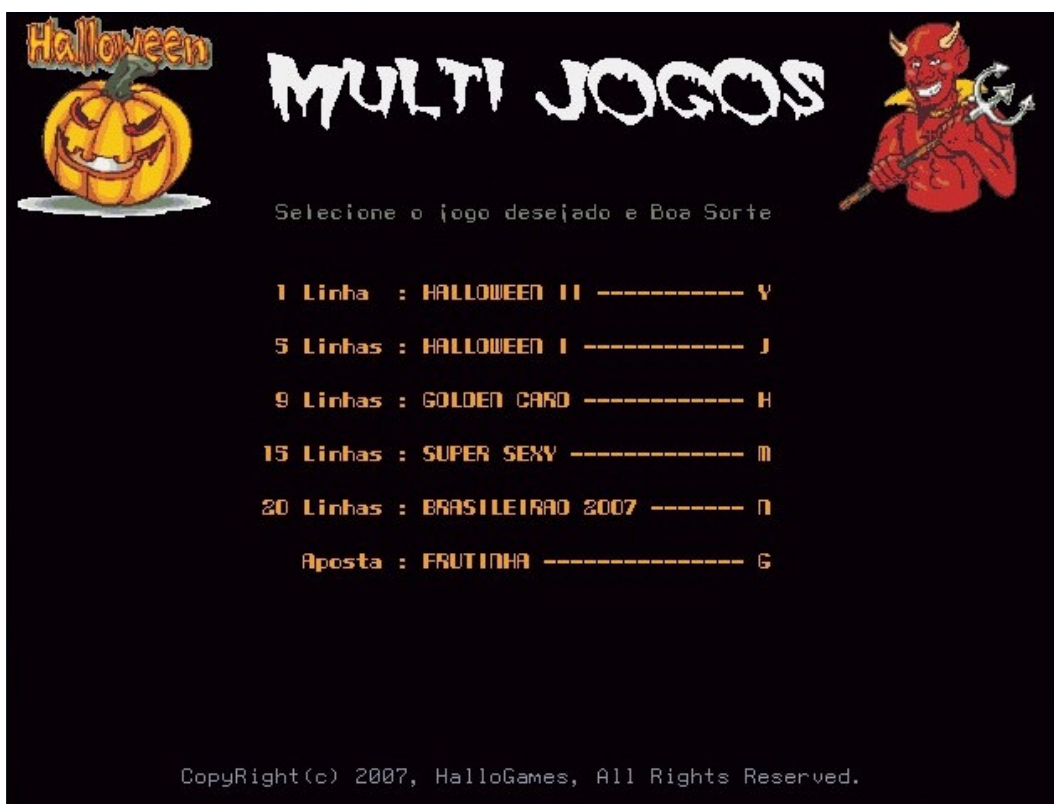 Halloween
MULTI JOGOS
Selecione o jogo desejado e Boa Sorte
1 Linha : HALLOWEEN II ----------- Y
5 Linhas : HALLOWEEN I ------------ J
9 Linhas : GOLDEN CARD ------------ H
15 Linhas : SUPER SEXY ------------- M
20 Linhas : BRASILEIRAO 2007 ------- N
Aposta : FRUTINHA --------------- G
CopyRight(c) 2007, HalloGames, All Rights Reserved.